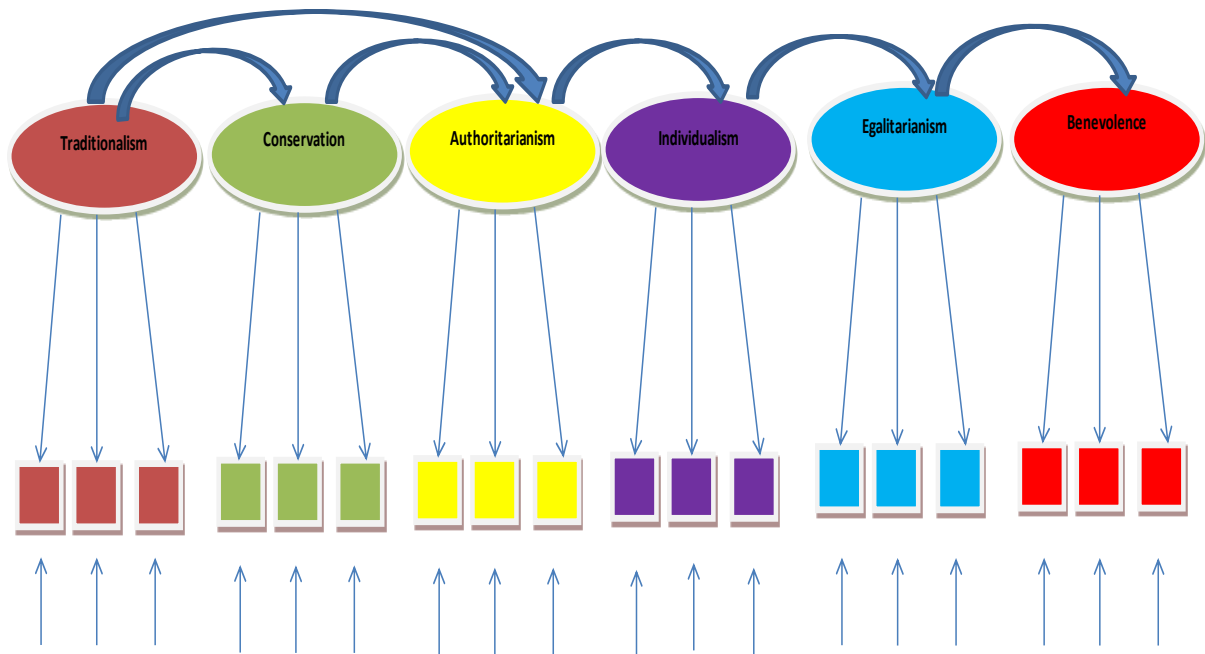 Traditionalism
Conservation
Authoritarianism
Individualism
Egalitarianism
Benevolence